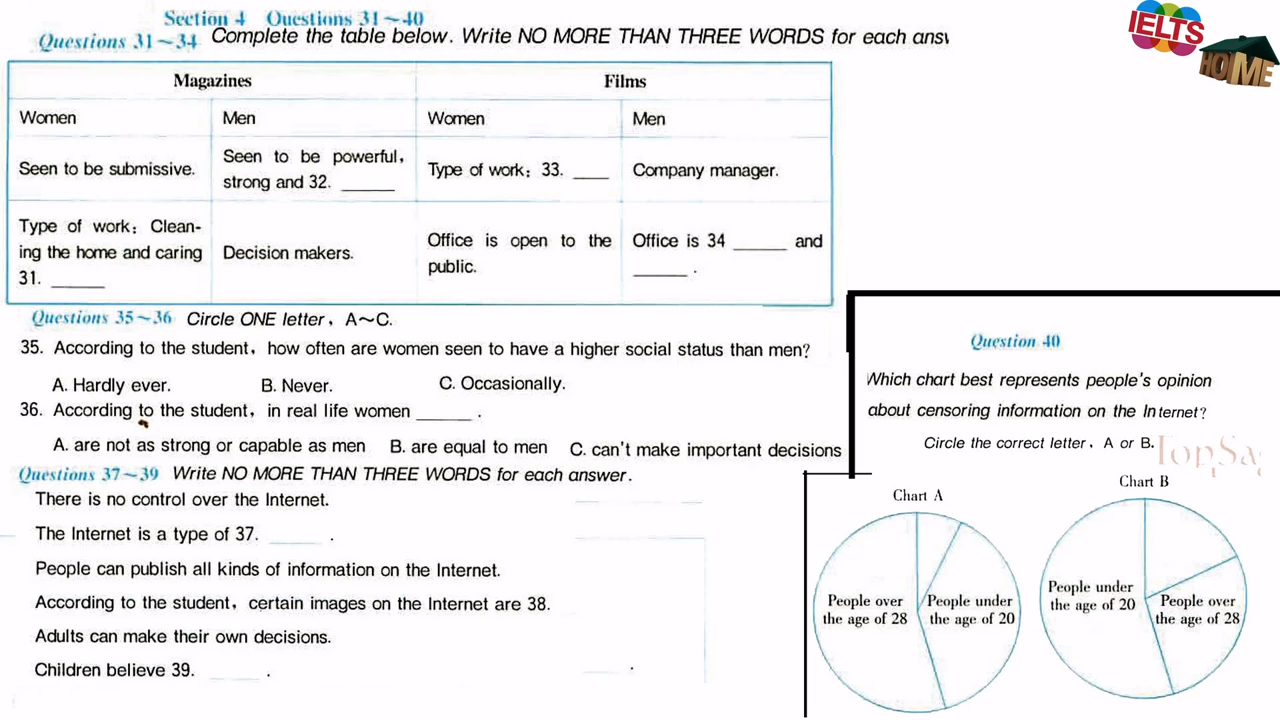 Section 4 Questions 31~40
Questions 31~34 Complete the table below. Write NO MORE THAN THREE WORDS for each
IELTS
HOME
Magazines Films
Women Men Women Men
Seen to be submissive.
Seen to be powerful,
strong and 32. ______
Type of work: 33. ____
Company manager.
Type of work: Clean-
ing the home and caring
31. ______
Decision makers.
Office is open to the
public.
Office is 34 ______ and
______ .
Questions 35~36 Circle ONE letter, A~C.
35. According to the student, how often are women seen to have a higher social status than men?
A. Hardly ever. B. Never. C. Occasionally.
36. According to the student, in real life women ______ .
A. are not as strong or capable as men B. are equal to men C. can't make important decisions
Questions 37~39 Write NO MORE THAN THREE WORDS for each answer.
There is no control over the Internet.
The Internet is a type of 37. ______ .
People can publish all kinds of information on the Internet.
According to the student, certain images on the Internet are 38.
Adults can make their own decisions.
Children believe 39. ______ .
Question 40
Which chart best represents people's opinion
about censoring information on the Internet?
Circle the correct letter, A or B.
TopSa
Chart A
People over
the age of 28
People under
the age of 20
Chart B
People under
the age of 20
People over
the age of 28